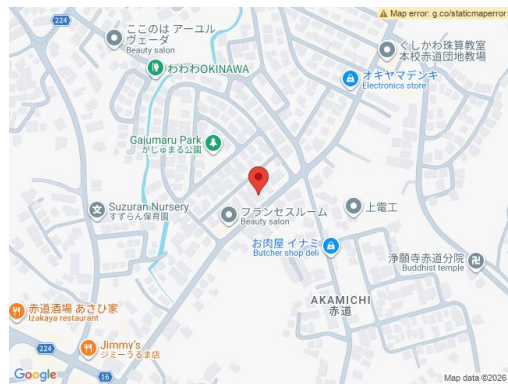 ⚠ Map error: g.co/staticmaperror
224
ここのは アーユル
ヴェーダ
Beauty salon
ぐしかわ珠算教室
本校赤道団地教場
わわわOKINAWA
オキヤマデンキ
Electronics store
Gajumaru Park
がじゅまる公園
Suzuran Nursery
すずらん保育園
フランセスルーム
Beauty salon
上電工
お肉屋 イナミ
Butcher shop deli
浄願寺赤道分院
Buddhist temple
AKAMICHI
赤道
赤道酒場 あさひ家
Izakaya restaurant
Jimmy's
ジミーうるま店
224
16
Google
Map data ©2026